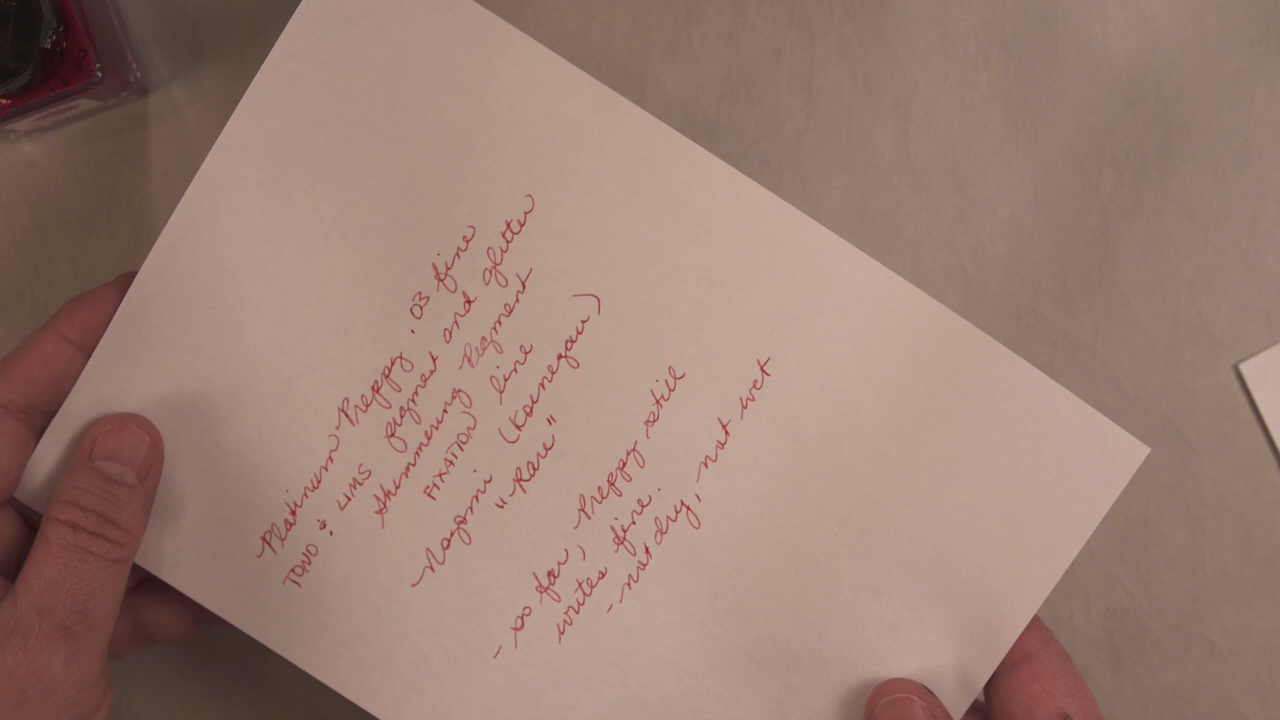 Platinum Preppy .03 fine
TONO & LIMS pigment and glitter
shimmering pigment
FIXATION line
- Nagomi (Koinegau)
"Rare"
- so far, Preppy still
writes fine.
- not dry, not wet